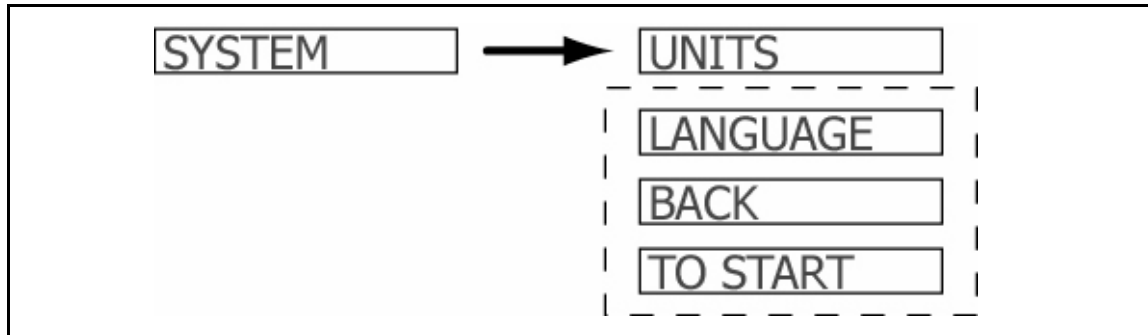 SYSTEM
UNITS
LANGUAGE
BACK
TO START